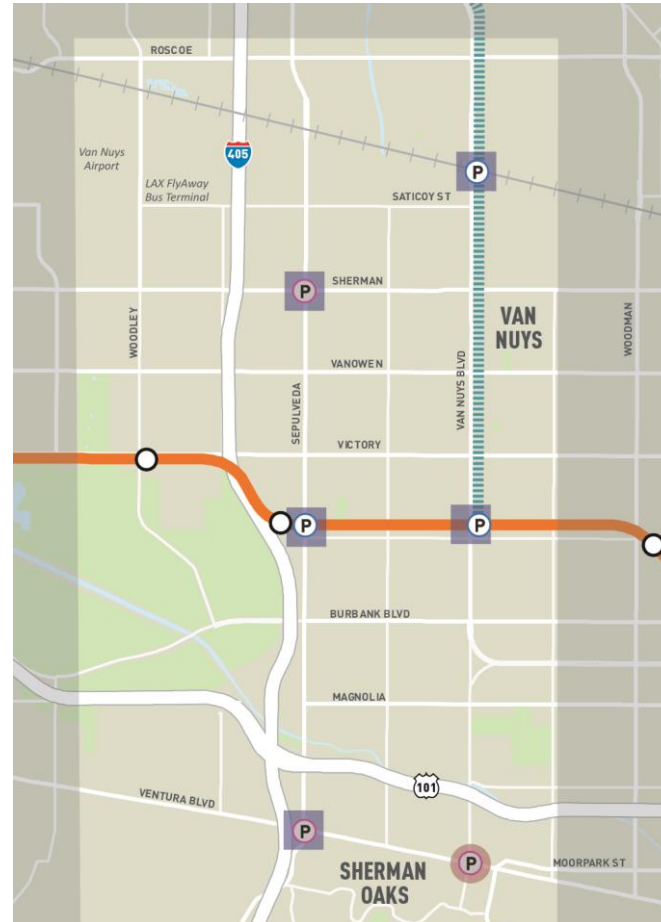 ROSCOE
Van Nuys
Airport
405
P
LAX FlyAway
Bus Terminal
SATICOY ST
SHERMAN
P
VAN
NUYS
WOODLEY
WOODMAN
VANOWEN
VAN NUYS BLVD
SEPULVEDA
VICTORY
P
P
BURBANK BLVD
MAGNOLIA
101
VENTURA BLVD
P
P
MOORPARK ST
SHERMAN
OAKS